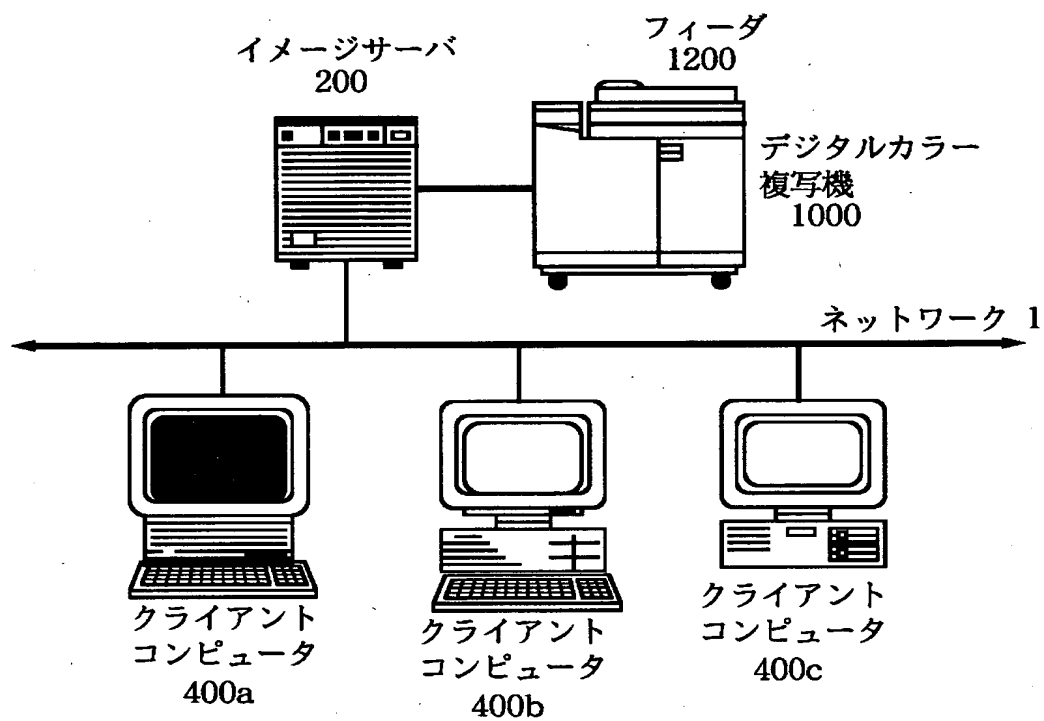 イメージサーバ
200
フィーダ
1200
デジタルカラー
複写機
1000
ネットワーク 1
クライアント
コンピュータ
400a
クライアント
コンピュータ
400b
クライアント
コンピュータ
400c